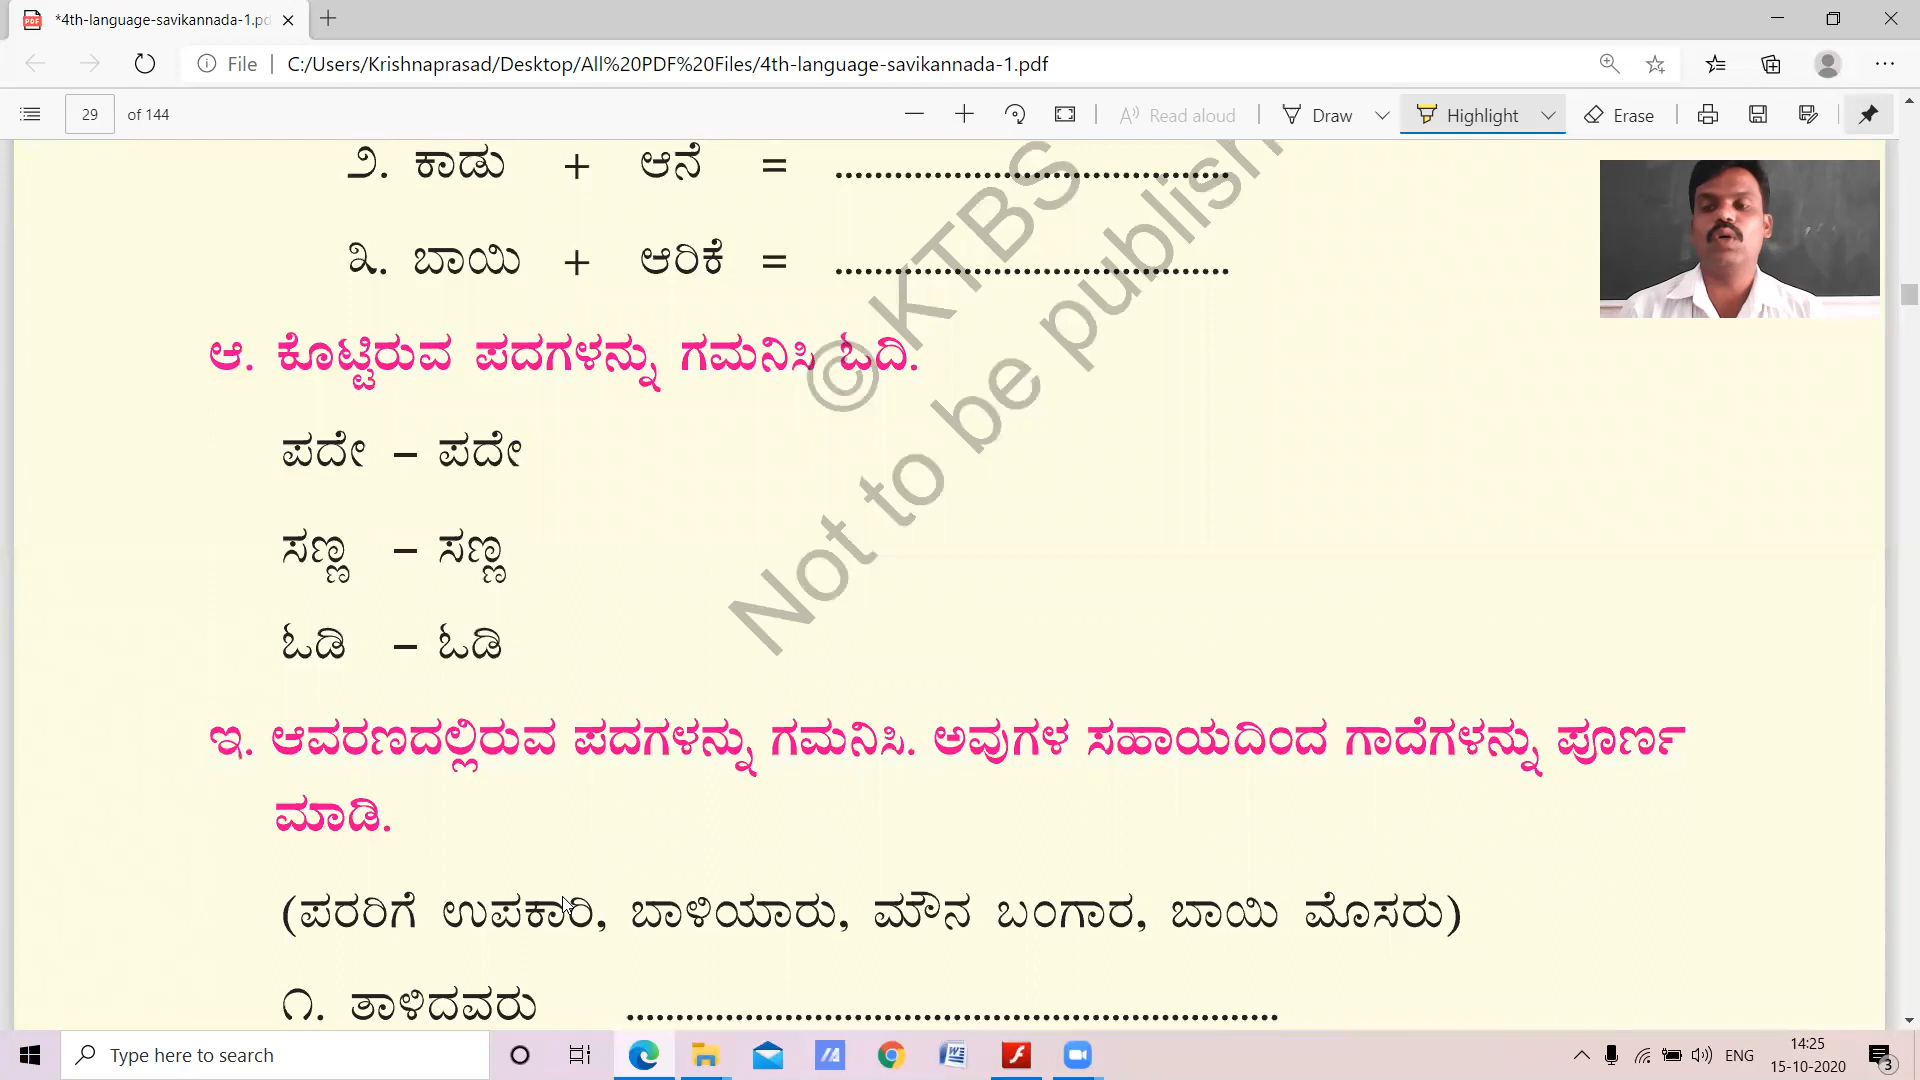 *4th-language-savikannada-1.pd
File
C:/Users/Krishnaprasad/Desktop/All%20PDF%20Files/4th-language-savikannada-1.pdf
29 of 144
Read aloud
Draw
Highlight
Erase
೨. ಕಾಡು + ಆನೆ = ........................................
೩. ಬಾಯಿ + ಆರಿಕೆ = ........................................
ಆ. ಕೊಟ್ಟಿರುವ ಪದಗಳನ್ನು ಗಮನಿಸಿ ಓದಿ.
ಪದೇ – ಪದೇ
ಸಣ್ಣ – ಸಣ್ಣ
ಓಡಿ – ಓಡಿ
ಇ. ಆವರಣದಲ್ಲಿರುವ ಪದಗಳನ್ನು ಗಮನಿಸಿ. ಅವುಗಳ ಸಹಾಯದಿಂದ ಗಾದೆಗಳನ್ನು ಪೂರ್ಣ
ಮಾಡಿ.
(ಪರರಿಗೆ ಉಪಕಾರಿ, ಬಾಳಿಯಾರು, ಮೌನ ಬಂಗಾರ, ಬಾಯಿ ಮೊಸರು)
೧. ತಾಳಿದವರು ..................................................................
© KTBS
Not to be publish
Type here to search
ENG
14:25
15-10-2020
3